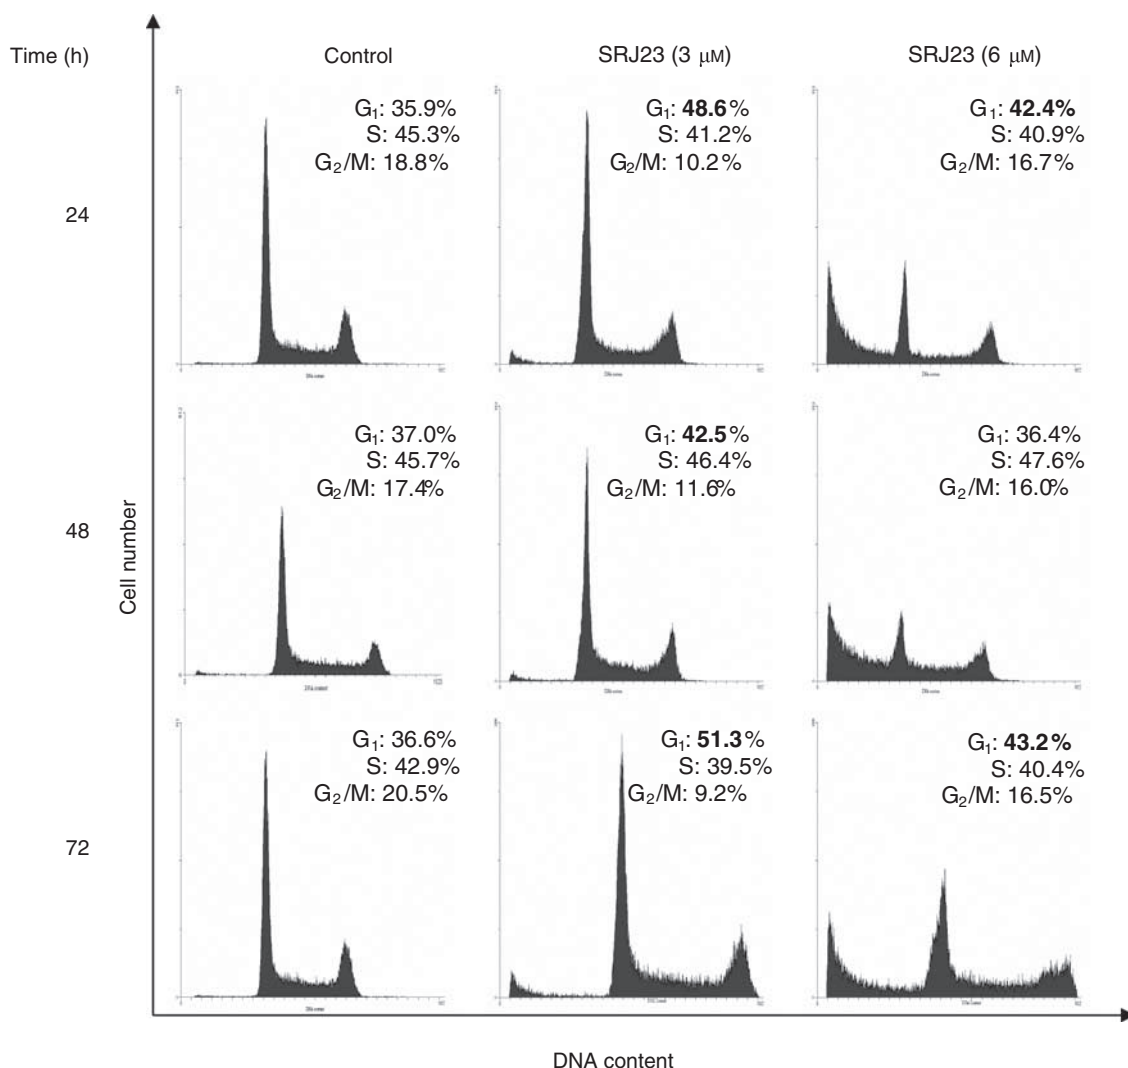 Time (h)
Control
SRJ23 (3 μM)
SRJ23 (6 μM)
G₁: 35.9%
S: 45.3%
G₂/M: 18.8%
G₁: 48.6%
S: 41.2%
G₂/M: 10.2%
G₁: 42.4%
S: 40.9%
G₂/M: 16.7%
24
G₁: 37.0%
S: 45.7%
G₂/M: 17.4%
G₁: 42.5%
S: 46.4%
G₂/M: 11.6%
G₁: 36.4%
S: 47.6%
G₂/M: 16.0%
48
Cell number
G₁: 36.6%
S: 42.9%
G₂/M: 20.5%
G₁: 51.3%
S: 39.5%
G₂/M: 9.2%
G₁: 43.2%
S: 40.4%
G₂/M: 16.5%
72
DNA content